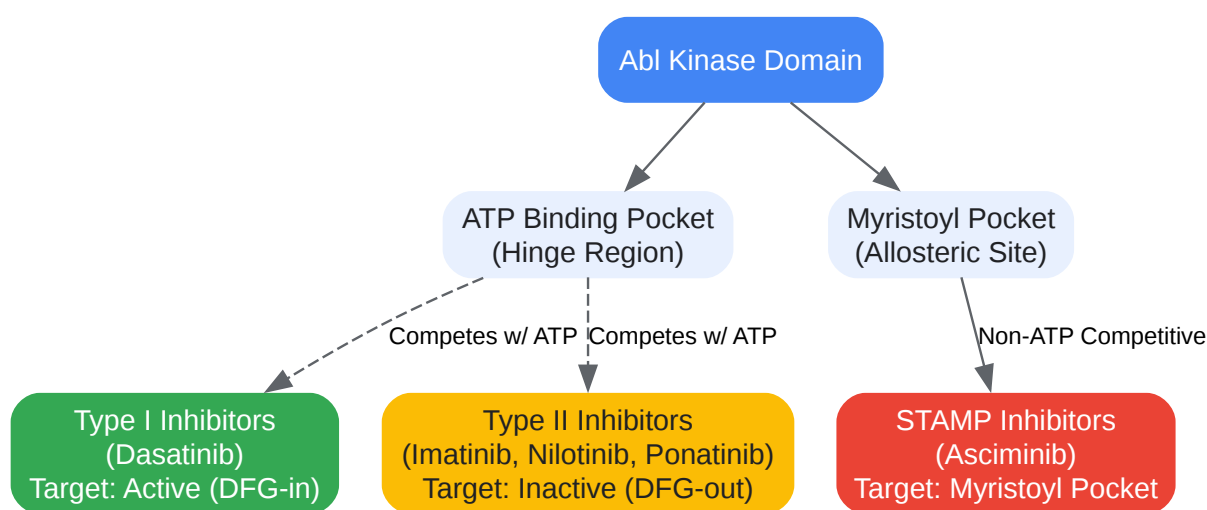 Abl Kinase Domain
ATP Binding Pocket
(Hinge Region)
Myristoyl Pocket
(Allosteric Site)
Competes w/ ATP
Competes w/ ATP
Non-ATP Competitive
Type I Inhibitors
(Dasatinib)
Target: Active (DFG-in)
Type II Inhibitors
(Imatinib, Nilotinib, Ponatinib)
Target: Inactive (DFG-out)
STAMP Inhibitors
(Asciminib)
Target: Myristoyl Pocket